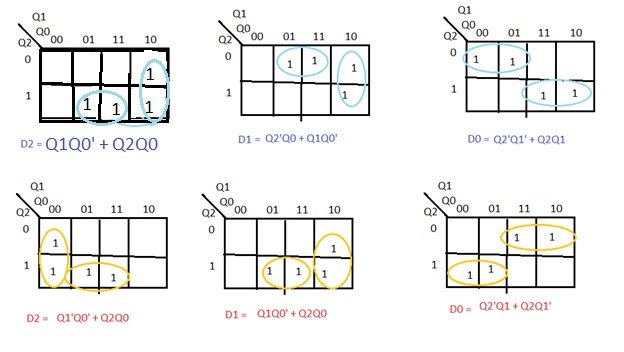 Q1
Q0
Q2 00 01 11 10
0 1
1 1 1 1
D2 = Q1Q0' + Q2Q0
Q1
Q0
Q2 00 01 11 10
0 1 1 1
1 1
D1 = Q2'Q0 + Q1Q0'
Q1
Q0
Q2 00 01 11 10
0 1 1
1 1 1
D0 = Q2'Q1' + Q2Q1
Q1
Q0
Q2 00 01 11 10
0 1
1 1 1 1
D2 = Q1'Q0' + Q2Q0
Q1
Q0
Q2 00 01 11 10
0 1
1 1 1 1
D1 = Q1Q0' + Q2Q0
Q1
Q0
Q2 00 01 11 10
0 1 1
1 1 1
D0 = Q2'Q1 + Q2Q1'